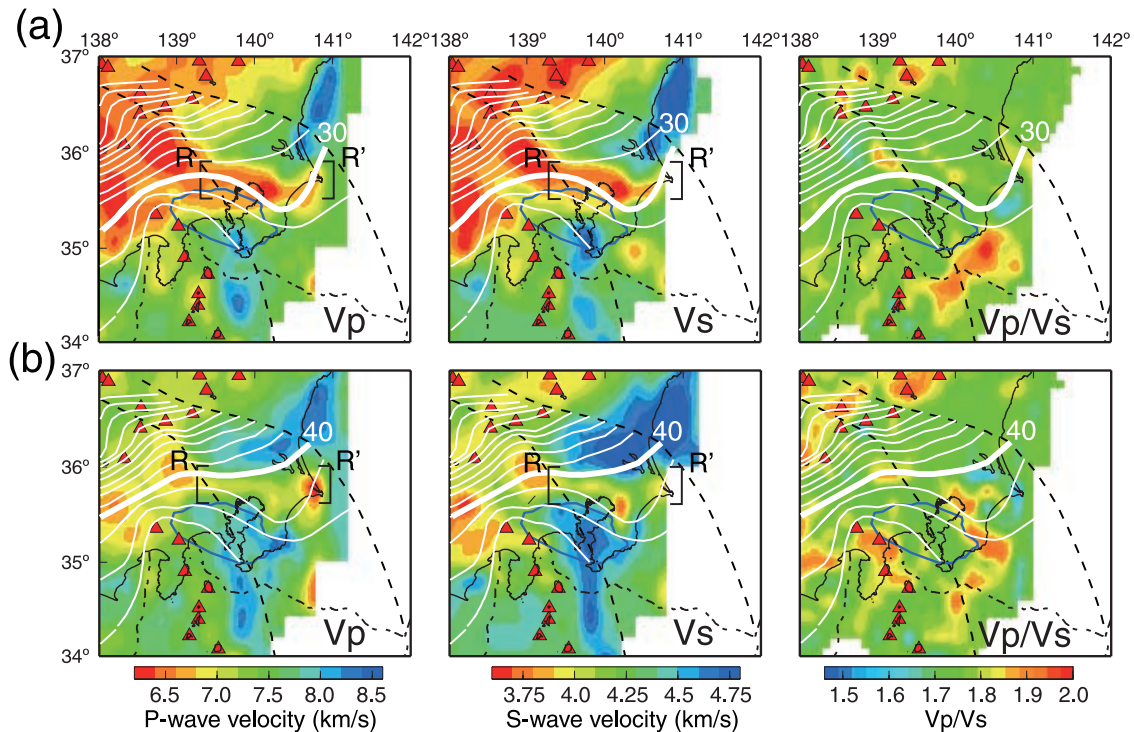 (a)
138° 139° 140° 141° 142° 138° 139° 140° 141° 142° 138° 139° 140° 141° 142°
37°
36°
35°
34°
30 30 30
R R' R R'
Vp Vs Vp/Vs
(b)
37°
36°
35°
34°
40 40 40
R R' R R'
Vp Vs Vp/Vs
6.5 7.0 7.5 8.0 8.5 3.75 4.0 4.25 4.5 4.75 1.5 1.6 1.7 1.8 1.9 2.0
P-wave velocity (km/s) S-wave velocity (km/s) Vp/Vs